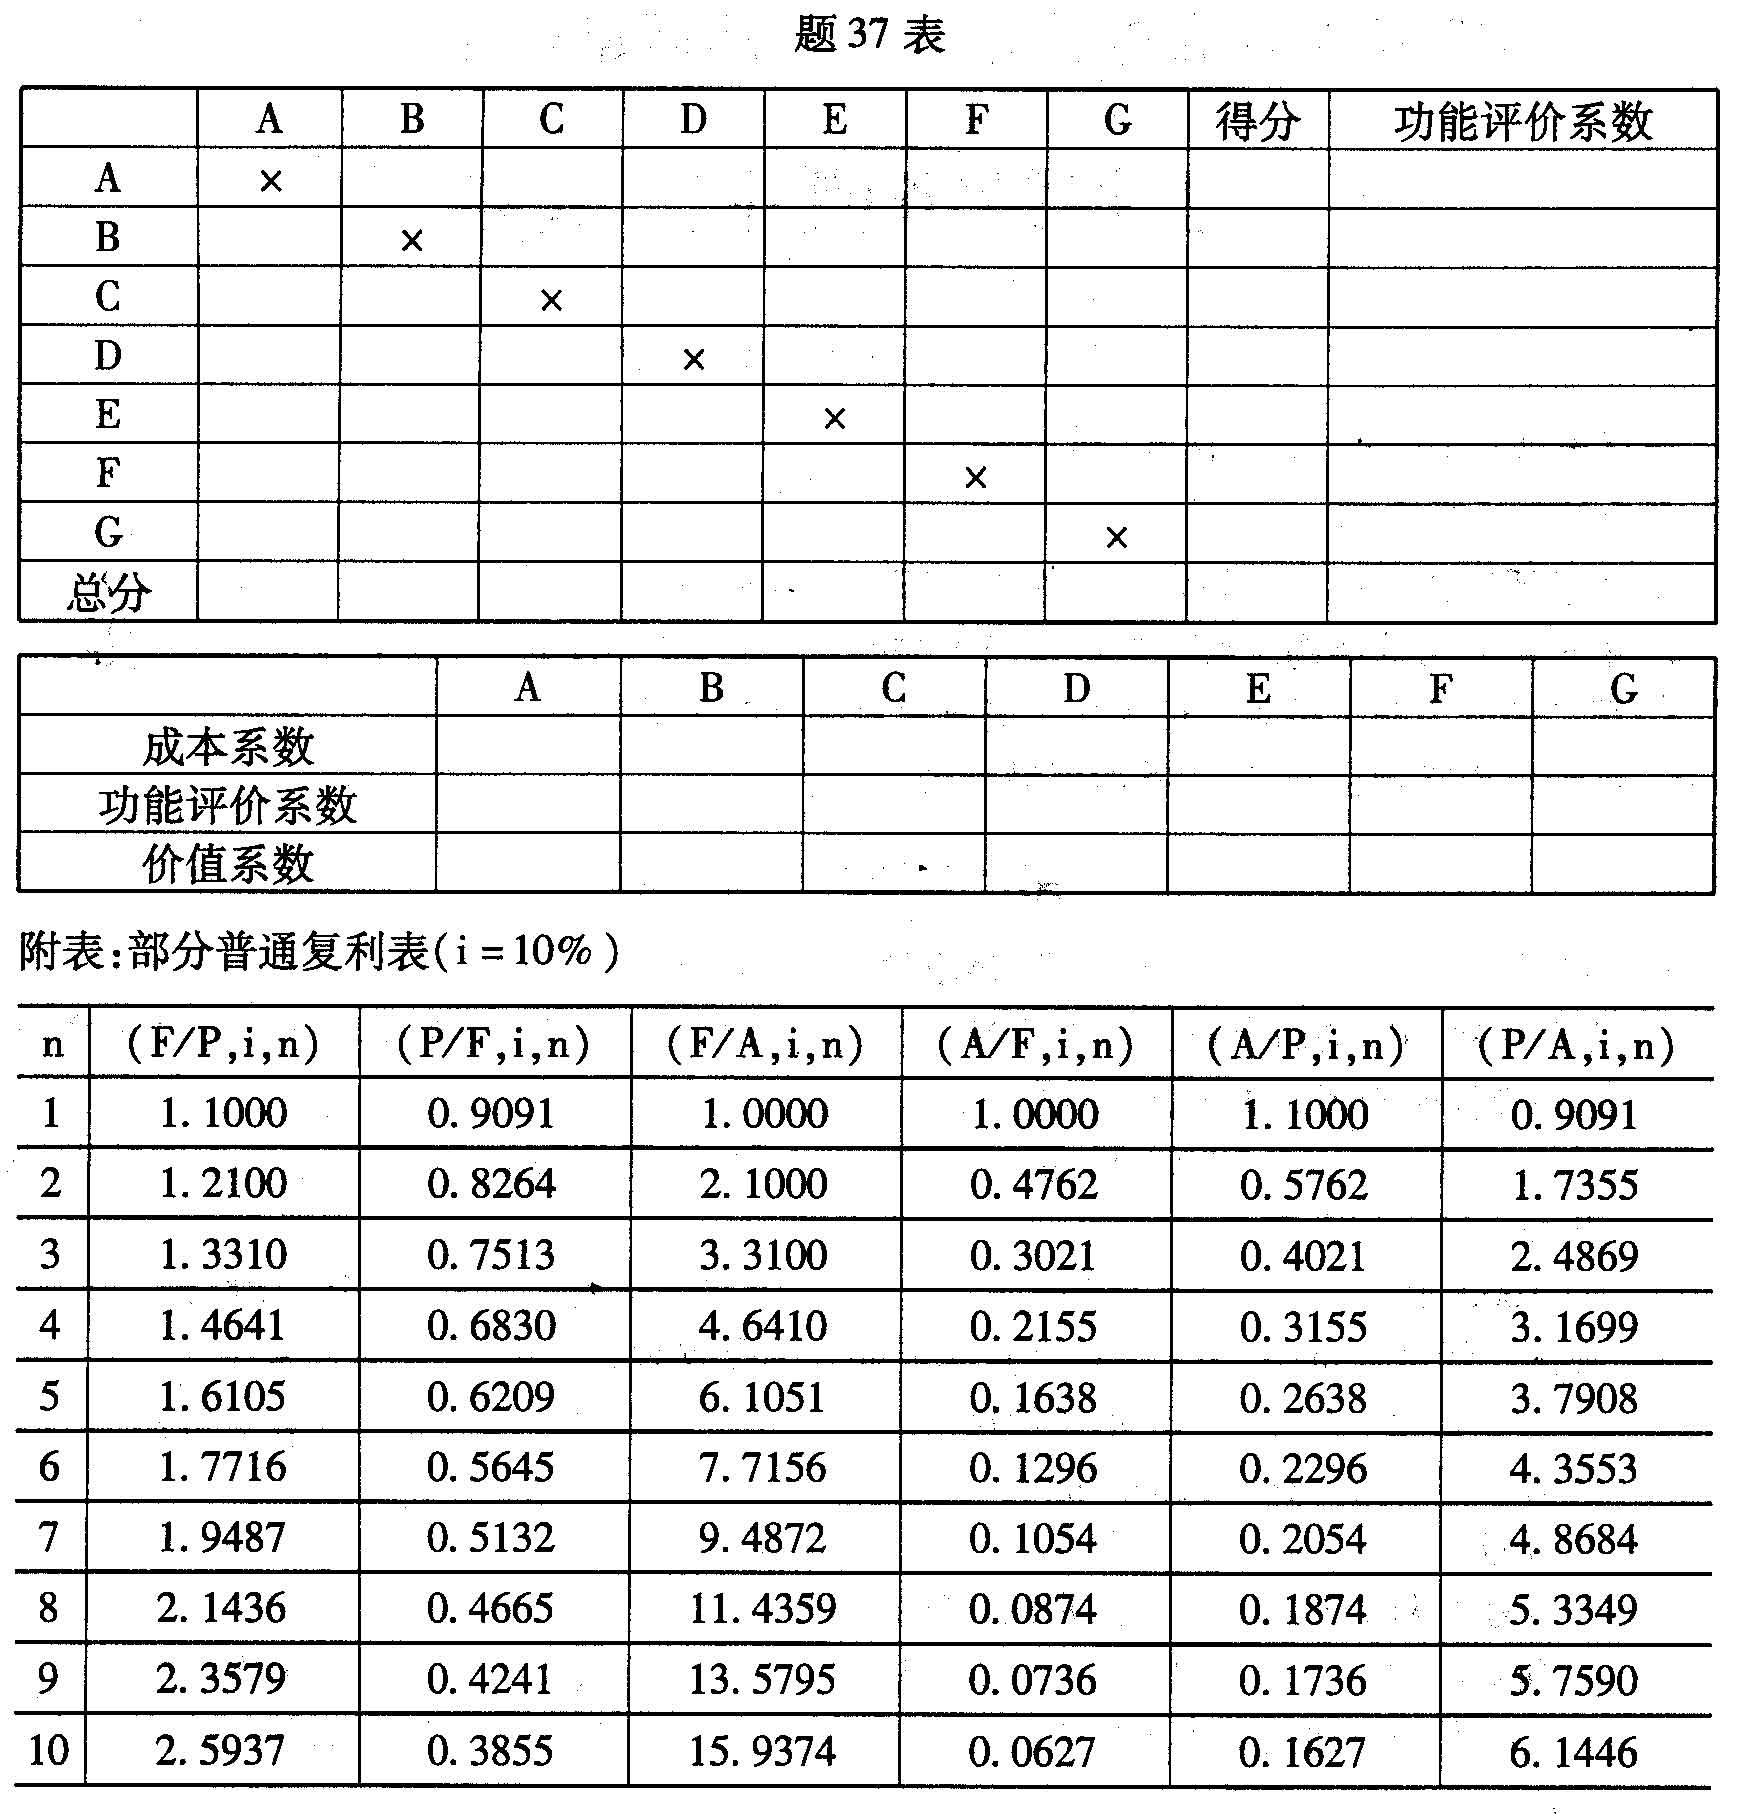 题 37 表
A B C D E F G 得分 功能评价系数
A ×
B ×
C ×
D ×
E ×
F ×
G ×
总分
A B C D E F G
成本系数
功能评价系数
价值系数
附表:部分普通复利表(i=10%)
n (F/P,i,n) (P/F,i,n) (F/A,i,n) (A/F,i,n) (A/P,i,n) (P/A,i,n)
1 1.1000 0.9091 1.0000 1.0000 1.1000 0.9091
2 1.2100 0.8264 2.1000 0.4762 0.5762 1.7355
3 1.3310 0.7513 3.3100 0.3021 0.4021 2.4869
4 1.4641 0.6830 4.6410 0.2155 0.3155 3.1699
5 1.6105 0.6209 6.1051 0.1638 0.2638 3.7908
6 1.7716 0.5645 7.7156 0.1296 0.2296 4.3553
7 1.9487 0.5132 9.4872 0.1054 0.2054 4.8684
8 2.1436 0.4665 11.4359 0.0874 0.1874 5.3349
9 2.3579 0.4241 13.5795 0.0736 0.1736 5.7590
10 2.5937 0.3855 15.9374 0.0627 0.1627 6.1446